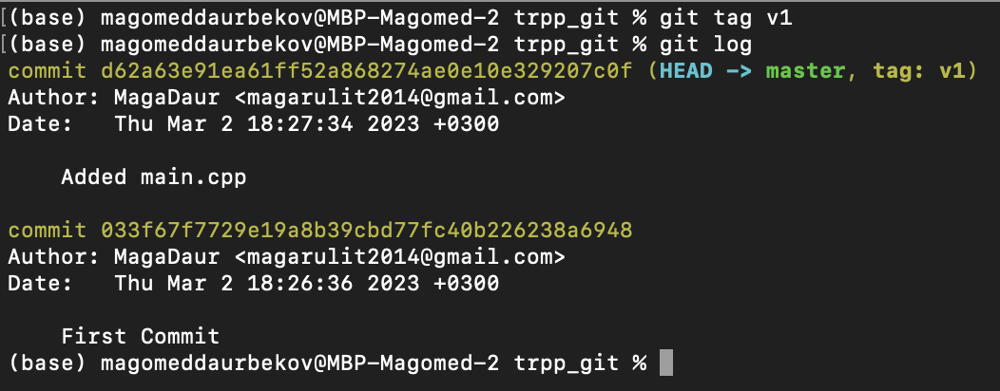 [(base) magomeddaurbekov@MBP-Magomed-2 trpp_git % git tag v1
[(base) magomeddaurbekov@MBP-Magomed-2 trpp_git % git log
commit d62a63e91ea61ff52a868274ae0e10e329207c0f (HEAD -> master, tag: v1)
Author: MagaDaur <magarulit2014@gmail.com>
Date:   Thu Mar 2 18:27:34 2023 +0300
    Added main.cpp
commit 033f67f7729e19a8b39cbd77fc40b226238a6948
Author: MagaDaur <magarulit2014@gmail.com>
Date:   Thu Mar 2 18:26:36 2023 +0300
    First Commit
(base) magomeddaurbekov@MBP-Magomed-2 trpp_git %